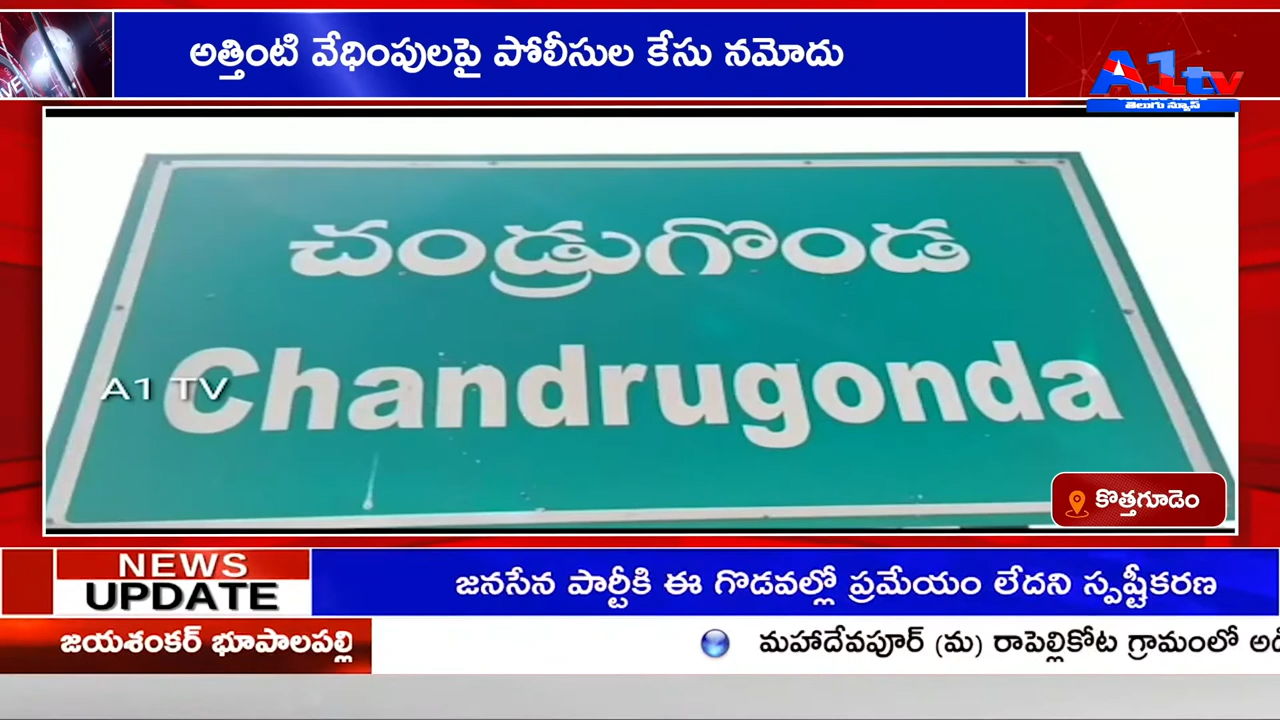 అత్తింటి వేధింపులపై పోలీసుల కేసు నమోదు
A1tv
తెలుగు న్యూస్
చండ్రుగొండ
Chandrugonda
A1 TV
కొత్తగూడెం
NEWS
UPDATE
జనసేన పార్టీకి ఈ గొడవల్లో ప్రమేయం లేదని స్పష్టీకరణ
జయశంకర్ భూపాలపల్లి
మహాదేవపూర్ (మ) రాపెల్లికోట గ్రామంలో